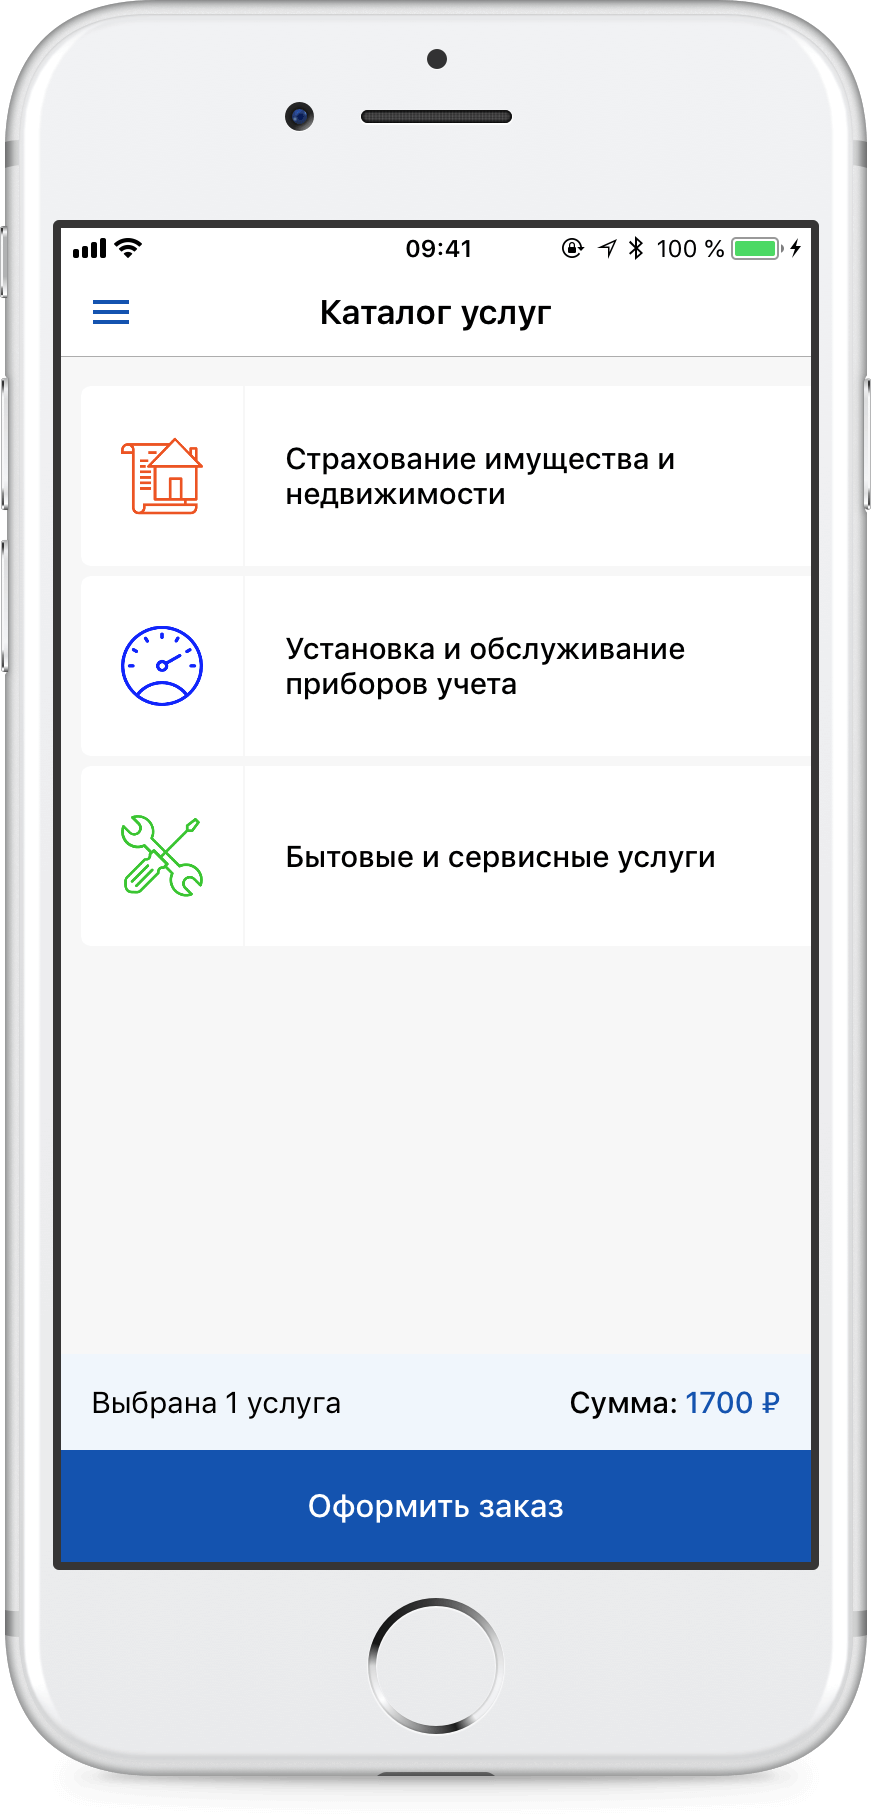 09:41
100 %
Каталог услуг
Страхование имущества и
недвижимости
Установка и обслуживание
приборов учета
Бытовые и сервисные услуги
Выбрана 1 услуга
Сумма: 1700 ₽
Оформить заказ